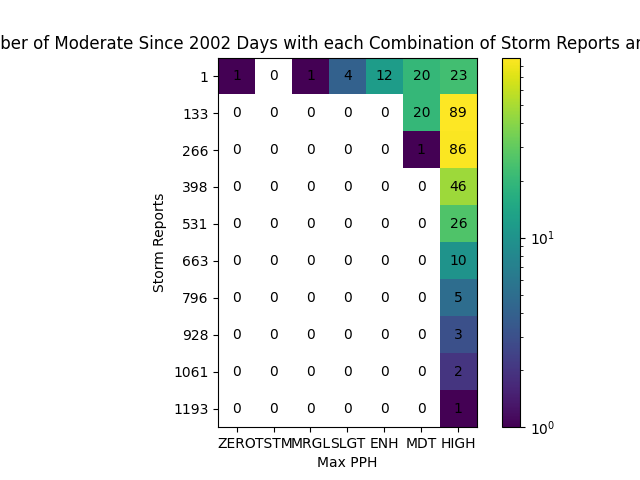 ber of Moderate Since 2002 Days with each Combination of Storm Reports a
1 1 0 1 4 12 20 23
133 0 0 0 0 0 20 89
266 0 0 0 0 0 1 86
398 0 0 0 0 0 0 46
531 0 0 0 0 0 0 26
663 0 0 0 0 0 0 10
796 0 0 0 0 0 0 5
928 0 0 0 0 0 0 3
1061 0 0 0 0 0 0 2
1193 0 0 0 0 0 0 1
ZERO TSTM MRGL SLGT ENH MDT HIGH
Max PPH
Storm Reports
10¹
10⁰